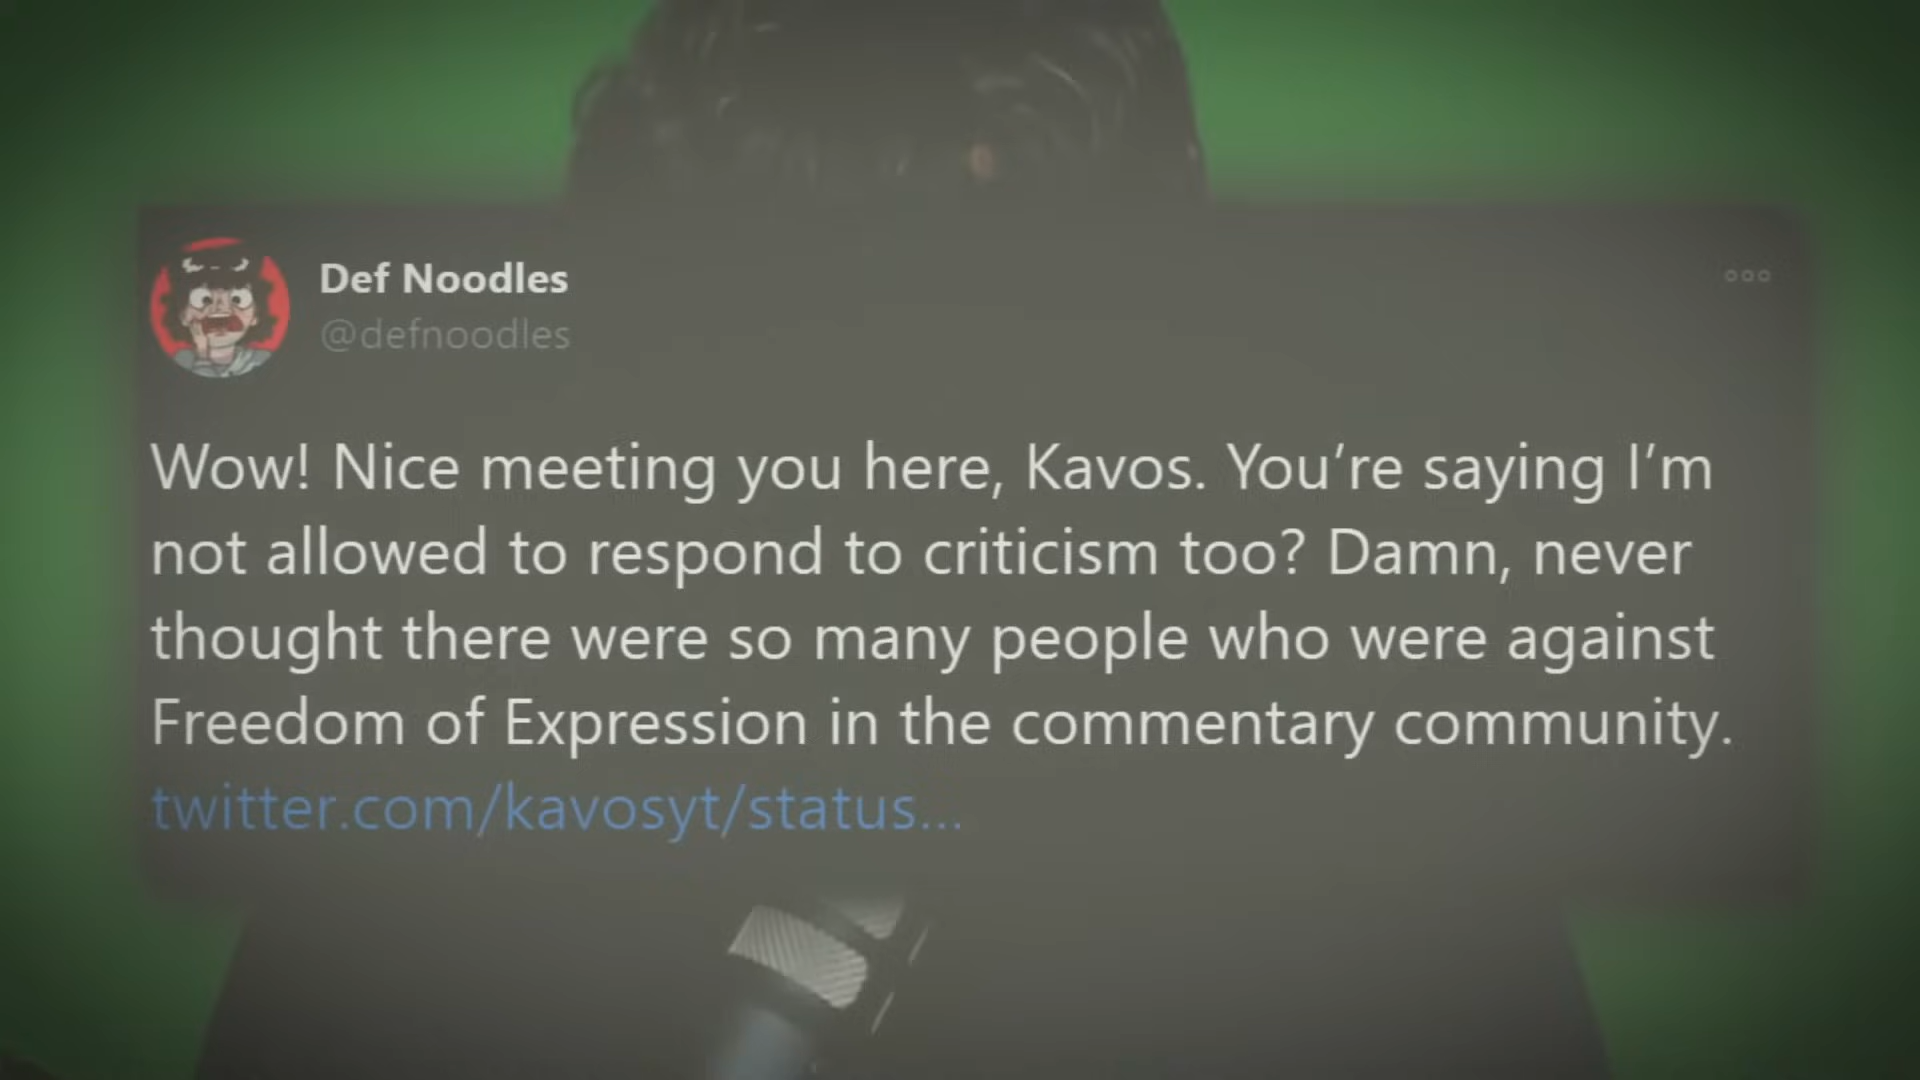 Def Noodles
@defnoodles
Wow! Nice meeting you here, Kavos. You’re saying I’m
not allowed to respond to criticism too? Damn, never
thought there were so many people who were against
Freedom of Expression in the commentary community.
twitter.com/kavosyt/status...